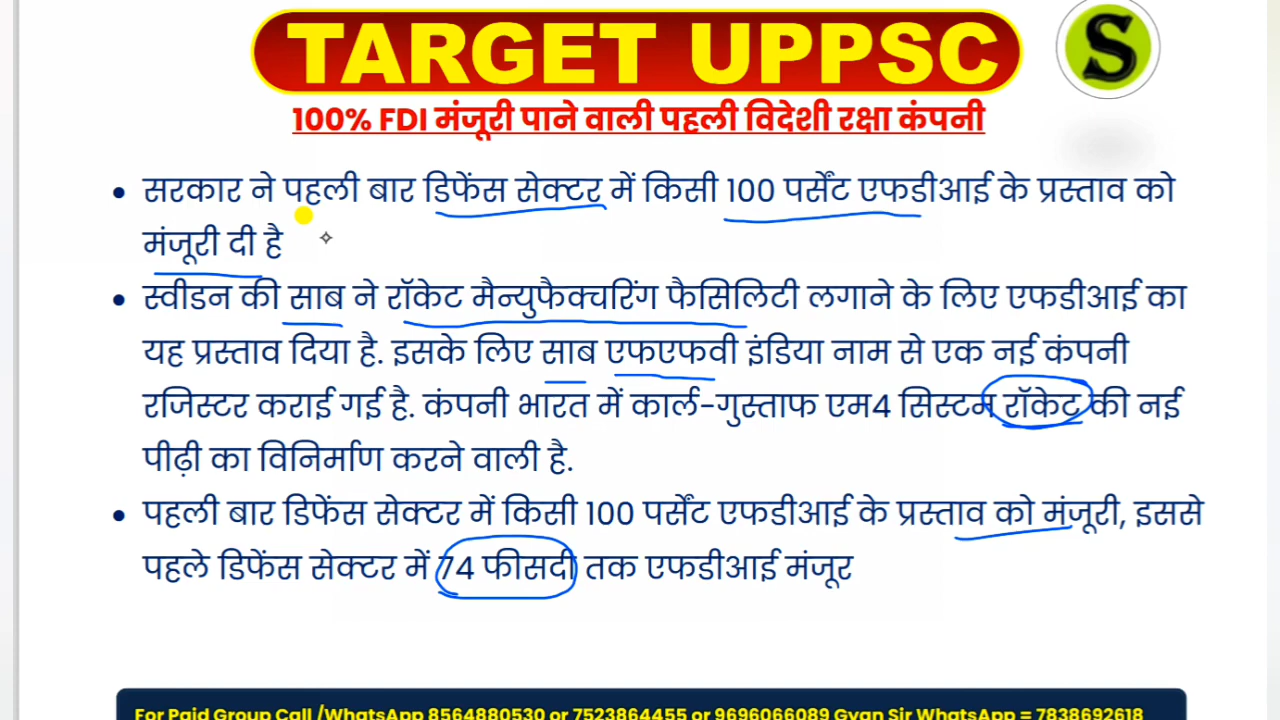 TARGET UPPSC
S
100% FDI मंजूरी पाने वाली पहली विदेशी रक्षा कंपनी
• सरकार ने पहली बार डिफेंस सेक्टर में किसी 100 पर्सेंट एफडीआई के प्रस्ताव को
मंजूरी दी है
• स्वीडन की साब ने रॉकेट मैन्युफैक्चरिंग फैसिलिटी लगाने के लिए एफडीआई का
यह प्रस्ताव दिया है. इसके लिए साब एफएफवी इंडिया नाम से एक नई कंपनी
रजिस्टर कराई गई है. कंपनी भारत में कार्ल-गुस्ताफ एम4 सिस्टम रॉकेट की नई
पीढ़ी का विनिर्माण करने वाली है.
• पहली बार डिफेंस सेक्टर में किसी 100 पर्सेंट एफडीआई के प्रस्ताव को मंजूरी, इससे
पहले डिफेंस सेक्टर में 74 फीसदी तक एफडीआई मंजूर
For Paid Group Call /WhatsApp 8564880530 or 7523864455 or 9696066089 Gyan Sir WhatsApp = 7838692618